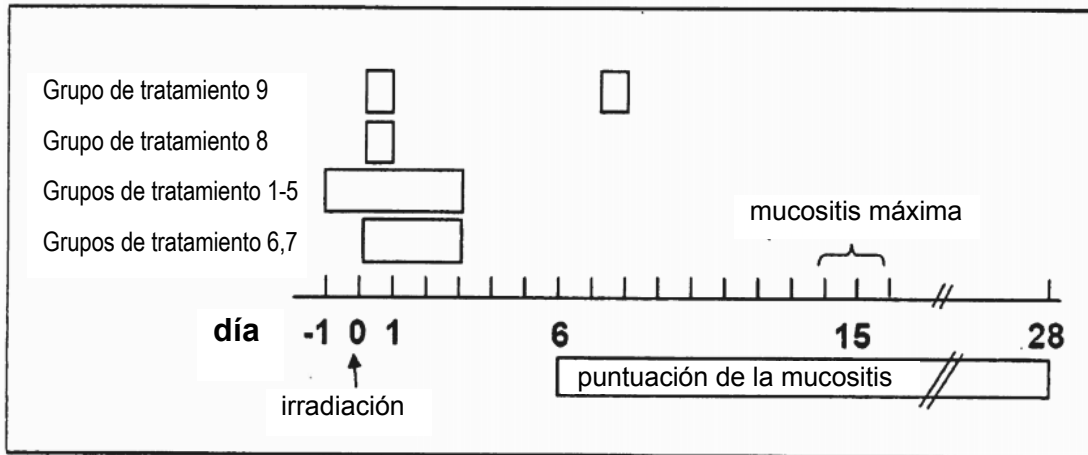 Grupo de tratamiento 9
Grupo de tratamiento 8
Grupos de tratamiento 1-5
Grupos de tratamiento 6,7
mucositis máxima
día -1 0 1 6 15 28
puntuación de la mucositis
irradiación